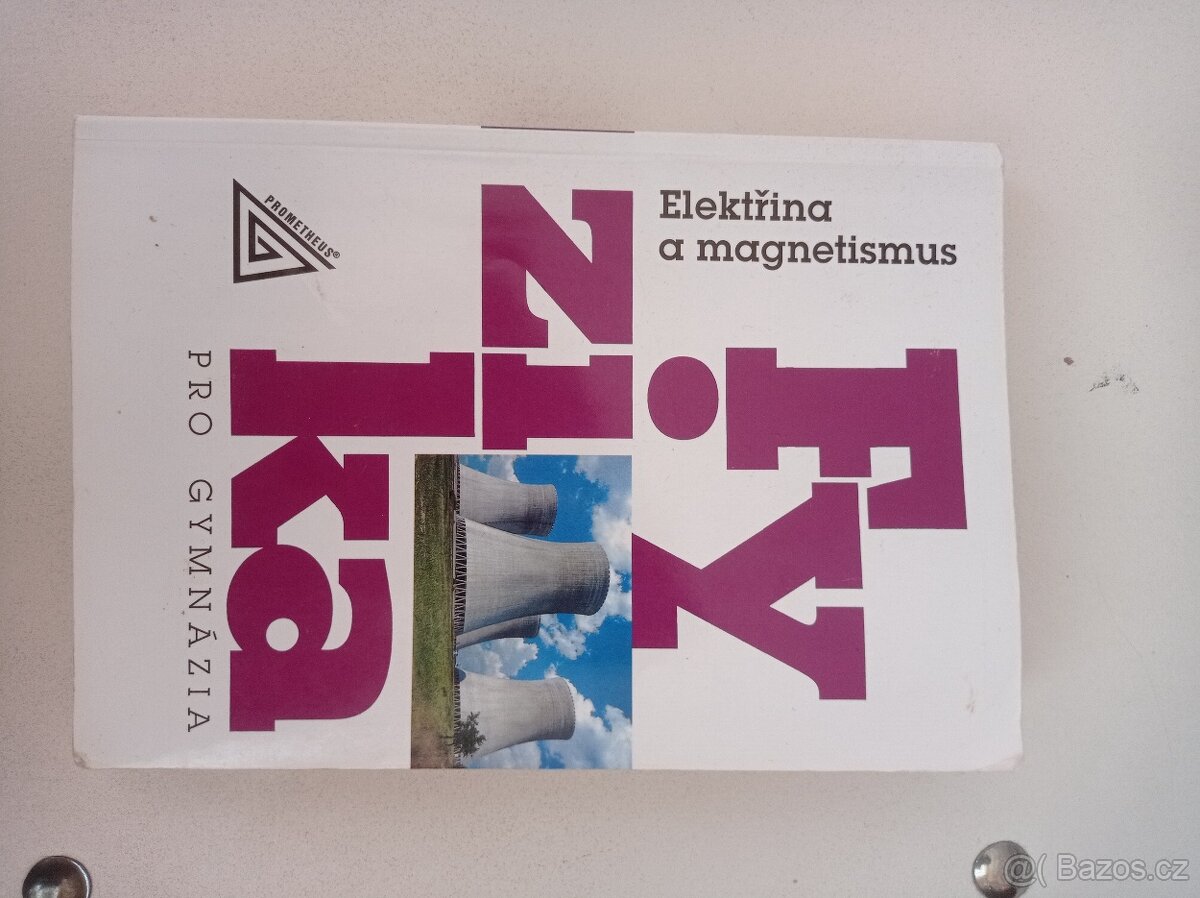 Elektřina
a magnetismus
Fyzika
PRO GYMNÁZIA
PROMETHEUS®
@( Bazos.cz